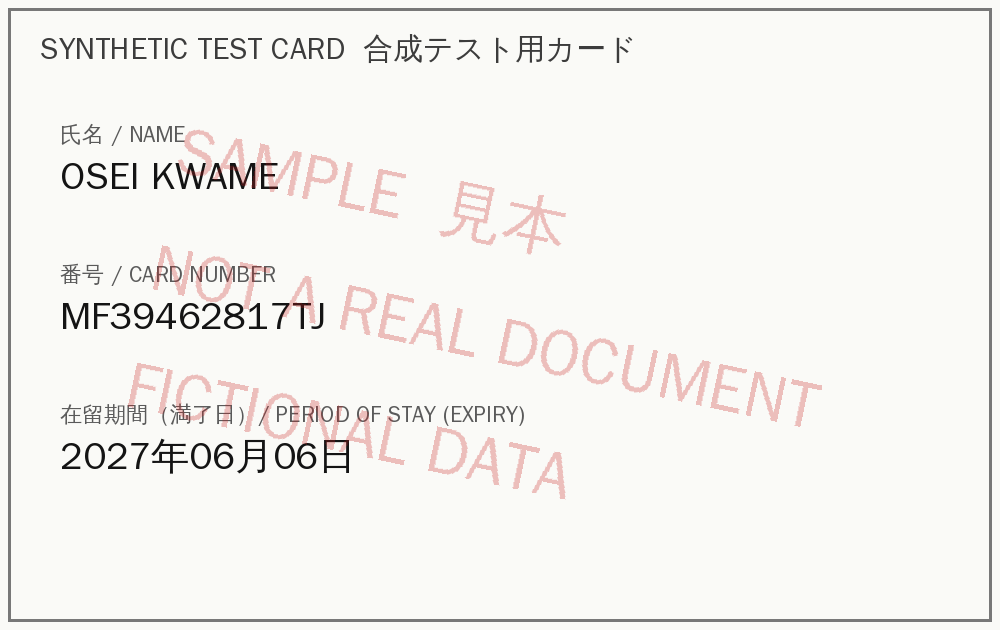 SYNTHETIC TEST CARD 合成テスト用カード
氏名 / NAME
OSEI KWAME
番号 / CARD NUMBER
MF39462817TJ
在留期間（満了日）/ PERIOD OF STAY (EXPIRY)
2027年06月06日
SAMPLE 見本
NOT A REAL DOCUMENT
FICTIONAL DATA